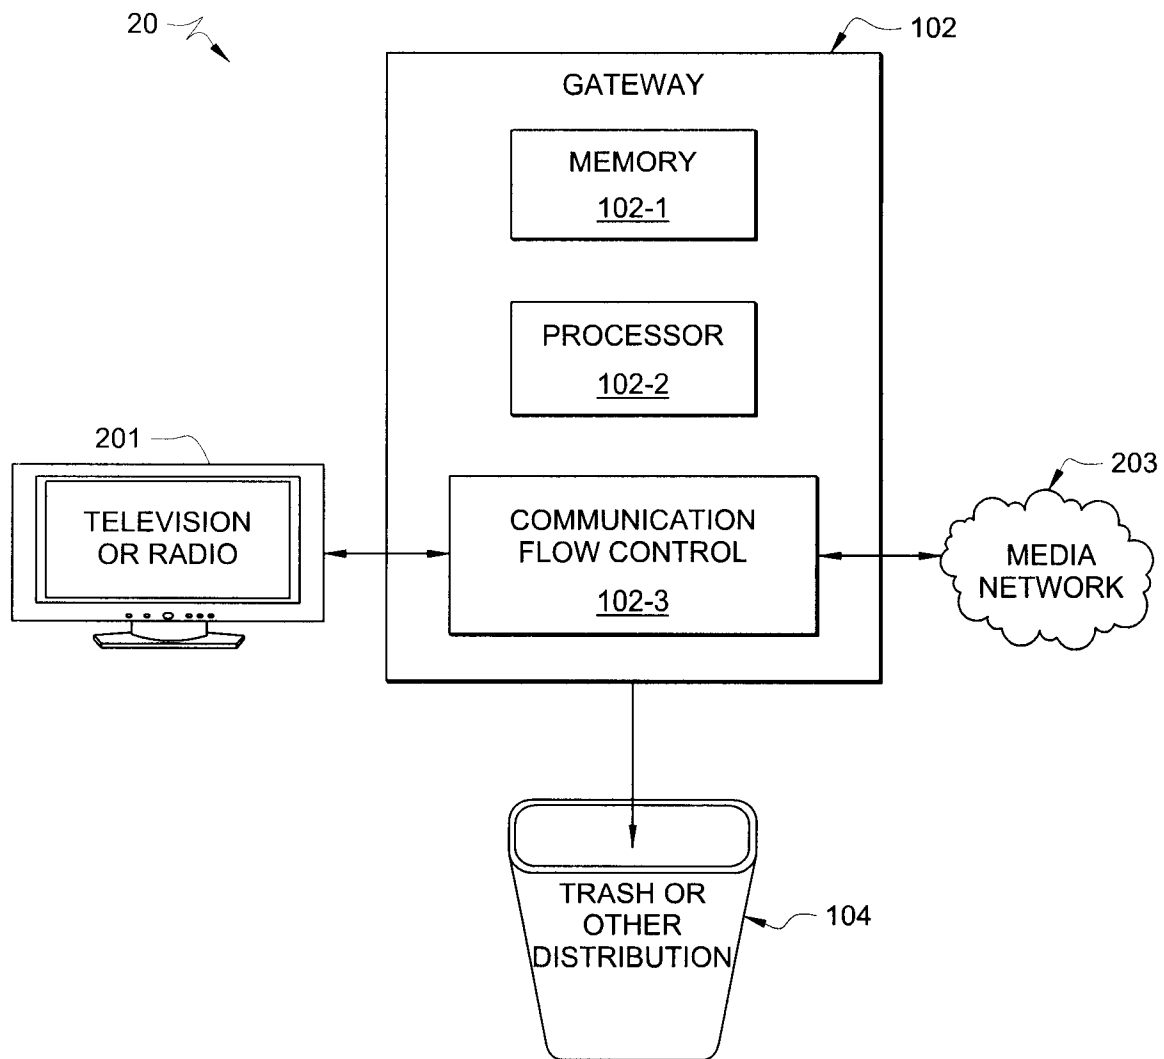 20
102
GATEWAY
MEMORY
102-1
PROCESSOR
102-2
201
TELEVISION
OR RADIO
COMMUNICATION
FLOW CONTROL
102-3
203
MEDIA
NETWORK
TRASH OR
OTHER
DISTRIBUTION
104